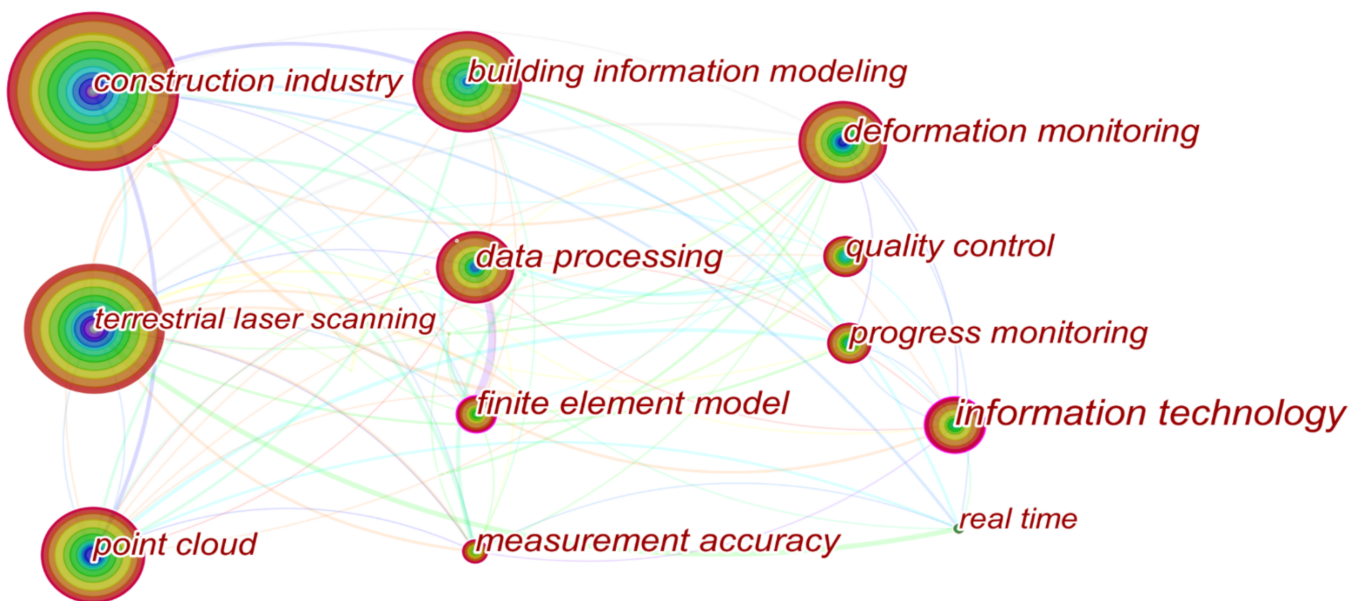 construction industry
building information modeling
deformation monitoring
data processing
quality control
terrestrial laser scanning
progress monitoring
finite element model
information technology
point cloud
measurement accuracy
real time